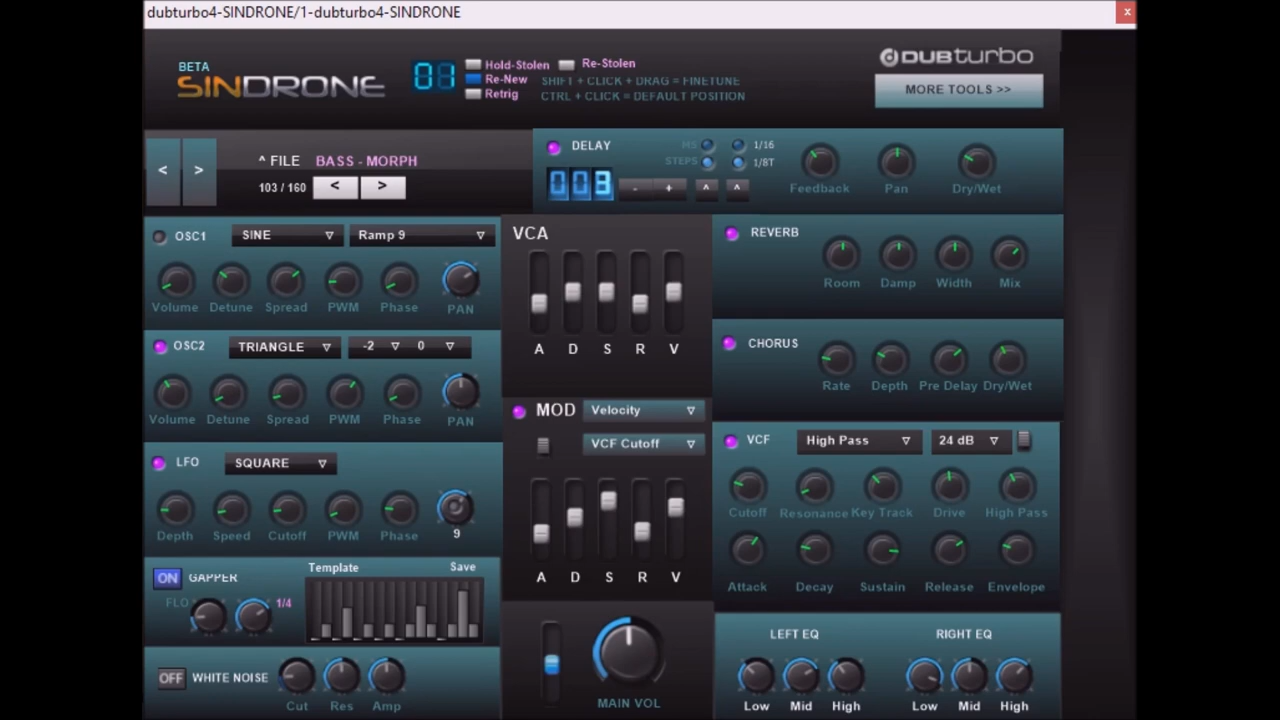 dubturbo4-SINDRONE/1-dubturbo4-SINDRONE
x
BETA
SINDRONE
01
Hold-Stolen
Re-Stolen
Re-New
Retrig
SHIFT + CLICK + DRAG = FINETUNE
CTRL + CLICK = DEFAULT POSITION
DUBturbo
MORE TOOLS >>
< >
^ FILE BASS - MORPH
103 / 160 < >
DELAY
003
- + ^ ^
MS 1/16
STEPS 1/8T
Feedback Pan Dry/Wet
OSC1 SINE Ramp 9
Volume Detune Spread PWM Phase PAN
OSC2 TRIANGLE -2 0
Volume Detune Spread PWM Phase PAN
LFO SQUARE
Depth Speed Cutoff PWM Phase 9
ON GAPPER
FLO 1/4
Template Save
OFF WHITE NOISE
Cut Res Amp
VCA
A D S R V
MOD Velocity
VCF Cutoff
A D S R V
MAIN VOL
REVERB
Room Damp Width Mix
CHORUS
Rate Depth Pre Delay Dry/Wet
VCF High Pass 24 dB
Cutoff Resonance Key Track Drive High Pass
Attack Decay Sustain Release Envelope
LEFT EQ RIGHT EQ
Low Mid High Low Mid High